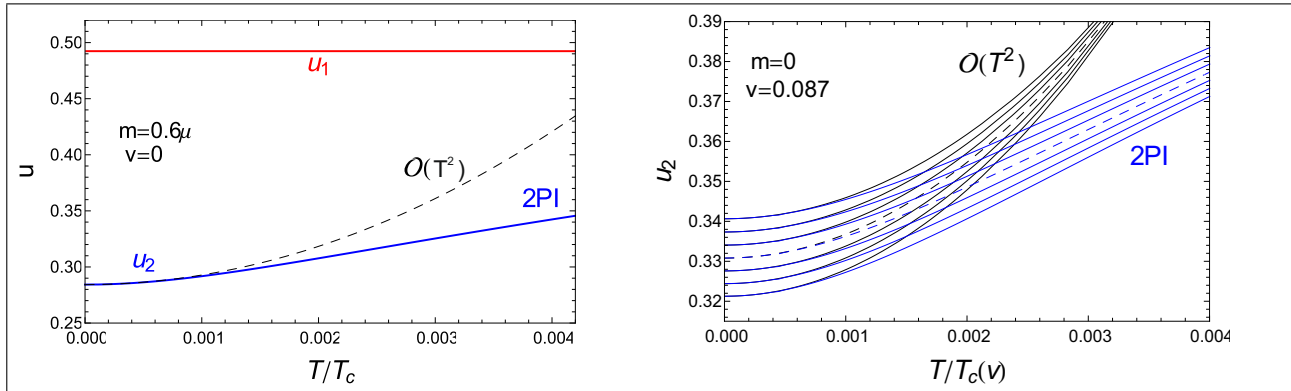 0.50
0.45
0.40
0.35
0.30
0.25
u
u₁
m=0.6μ
v=0
O(T²)
2PI
u₂
0.000 0.001 0.002 0.003 0.004
T/T_c
0.39
0.38
0.37
0.36
0.35
0.34
0.33
0.32
u₂
m=0
v=0.087
O(T²)
2PI
0.000 0.001 0.002 0.003 0.004
T/T_c(v)